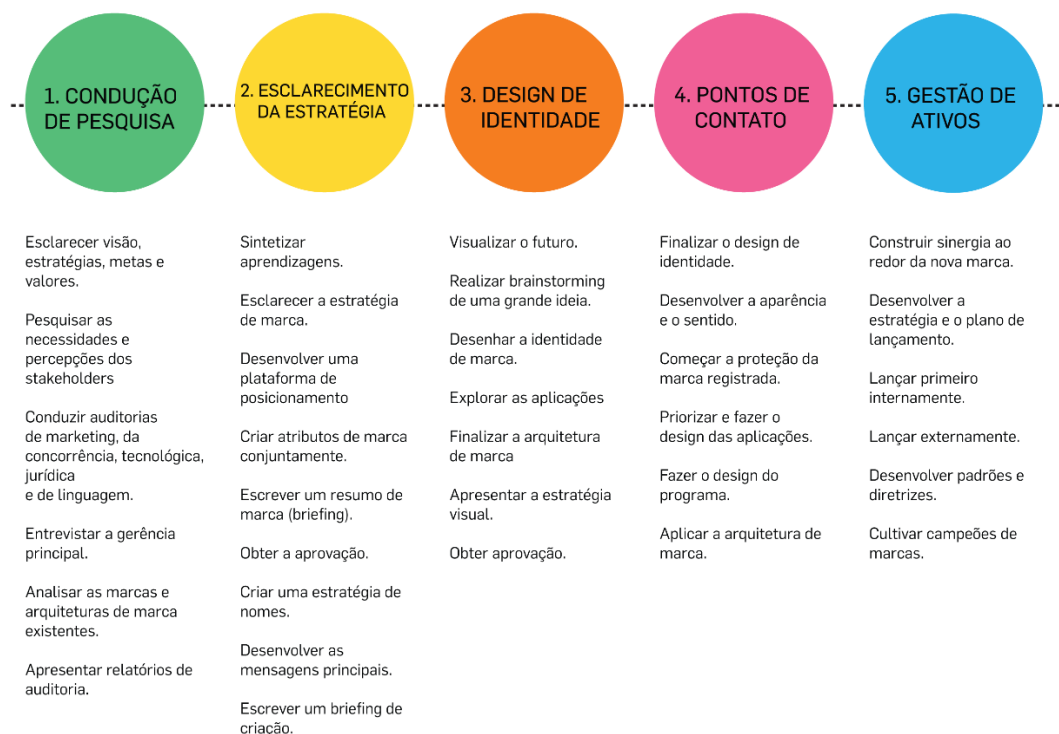 1. CONDUÇÃO
DE PESQUISA
2. ESCLARECIMENTO
DA ESTRATÉGIA
3. DESIGN DE
IDENTIDADE
4. PONTOS DE
CONTATO
5. GESTÃO DE
ATIVOS
Esclarecer visão,
estratégias, metas e
valores.
Pesquisar as
necessidades e
percepções dos
stakeholders
Conduzir auditorias
de marketing, da
concorrência, tecnológica,
jurídica
e de linguagem.
Entrevistar a gerência
principal.
Analisar as marcas e
arquiteturas de marca
existentes.
Apresentar relatórios de
auditoria.
Sintetizar
aprendizagens.
Esclarecer a estratégia
de marca.
Desenvolver uma
plataforma de
posicionamento
Criar atributos de marca
conjuntamente.
Escrever um resumo de
marca (briefing).
Obter a aprovação.
Criar uma estratégia de
nomes.
Desenvolver as
mensagens principais.
Escrever um briefing de
criacão.
Visualizar o futuro.
Realizar brainstorming
de uma grande ideia.
Desenhar a identidade
de marca.
Explorar as aplicações
Finalizar a arquitetura
de marca
Apresentar a estratégia
visual.
Obter aprovação.
Finalizar o design de
identidade.
Desenvolver a aparência
e o sentido.
Começar a proteção da
marca registrada.
Priorizar e fazer o
design das aplicações.
Fazer o design do
programa.
Aplicar a arquitetura de
marca.
Construir sinergia ao
redor da nova marca.
Desenvolver a
estratégia e o plano de
lançamento.
Lançar primeiro
internamente.
Lançar externamente.
Desenvolver padrões e
diretrizes.
Cultivar campeões de
marcas.